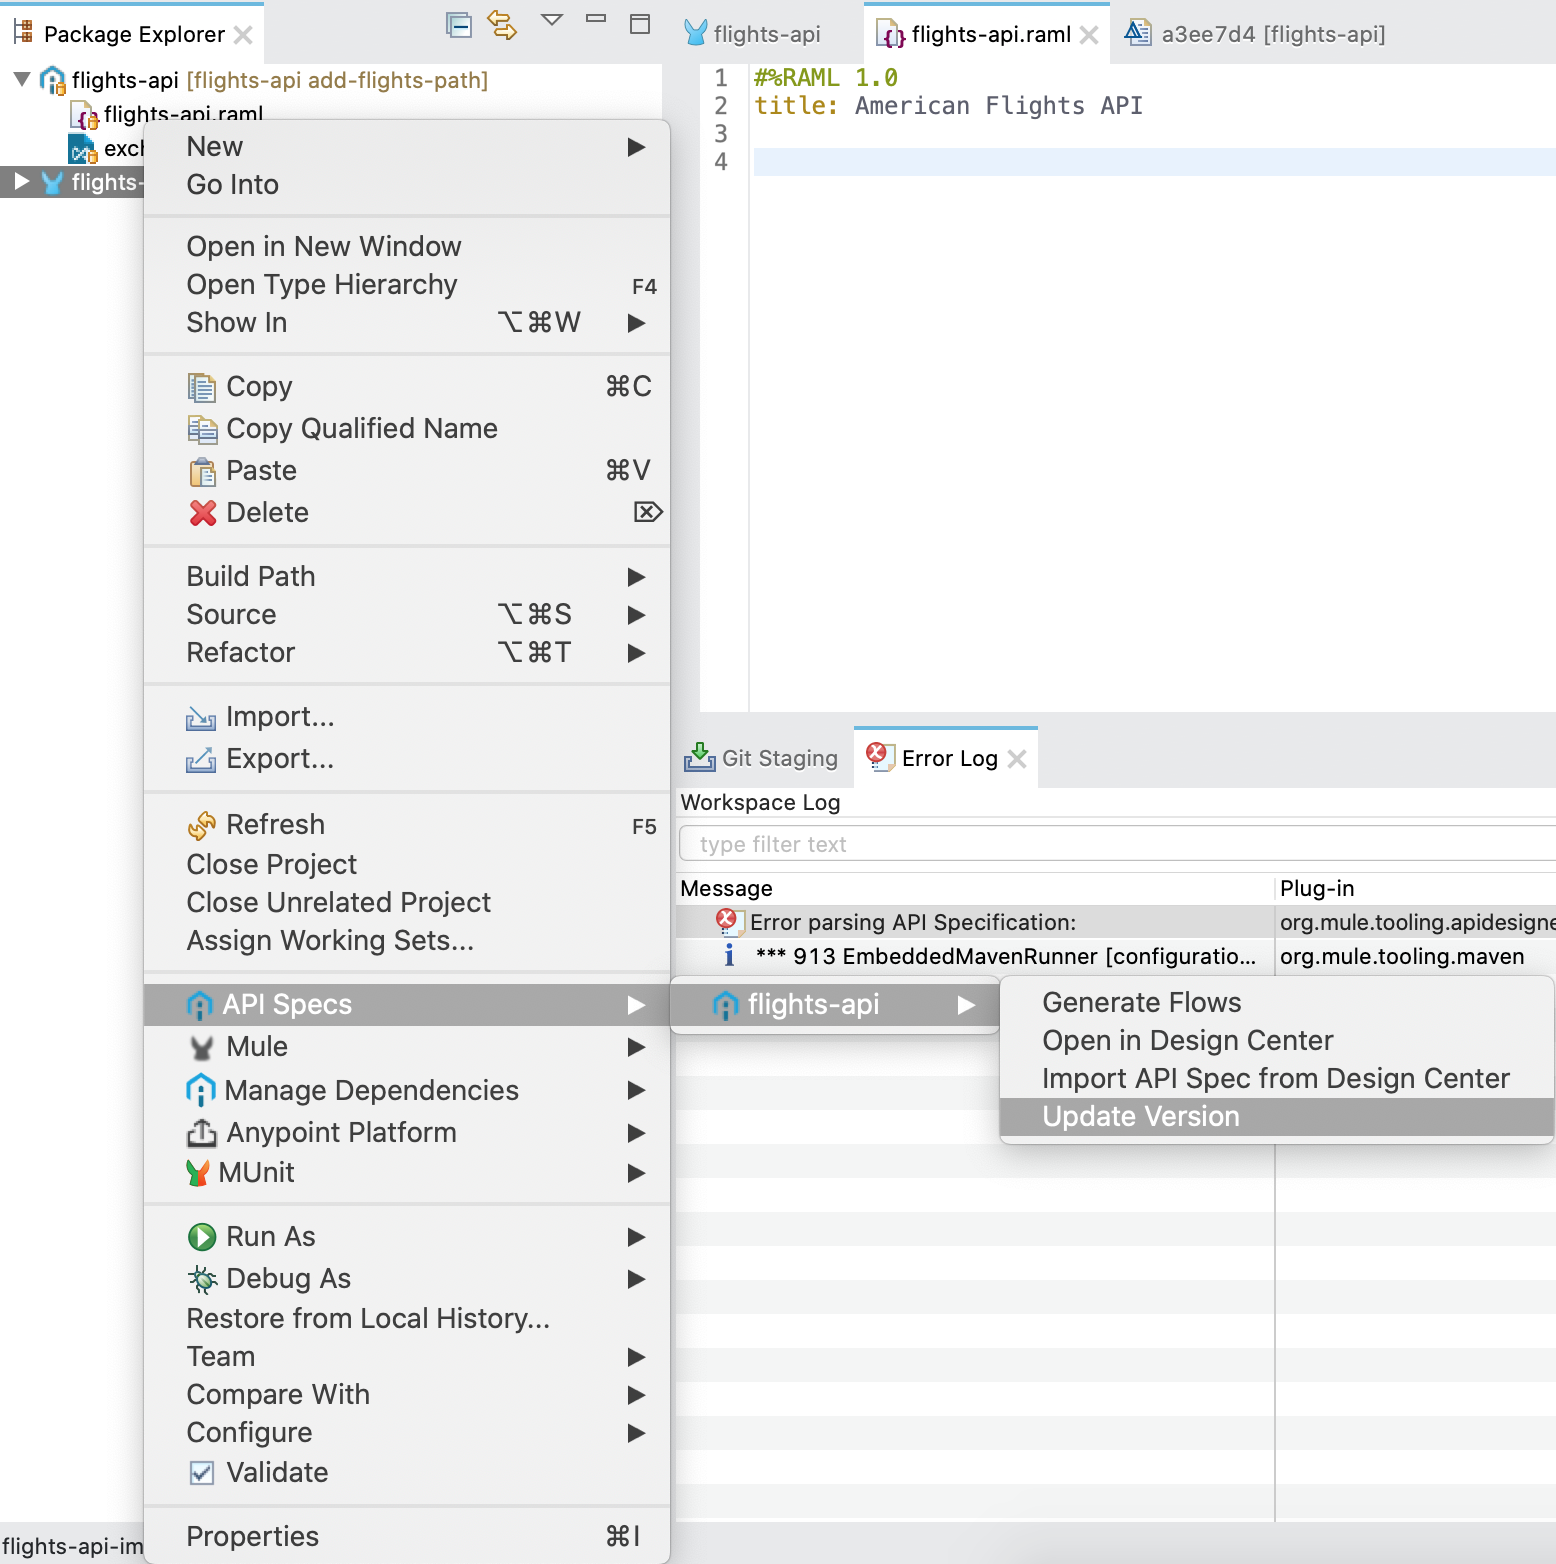 Package Explorer
flights-api
flights-api.raml
a3ee7d4 [flights-api]
flights-api [flights-api add-flights-path]
flights-api.raml
flights-
1 #%RAML 1.0
2 title: American Flights API
3
4
New
Go Into
Open in New Window
Open Type Hierarchy F4
Show In ⌥⌘W
Copy ⌘C
Copy Qualified Name
Paste ⌘V
Delete ⌦
Build Path
Source ⌥⌘S
Refactor ⌥⌘T
Import...
Export...
Refresh F5
Close Project
Close Unrelated Project
Assign Working Sets...
API Specs
Mule
Manage Dependencies
Anypoint Platform
MUnit
Run As
Debug As
Restore from Local History...
Team
Compare With
Configure
Validate
Properties ⌘I
flights-api
Generate Flows
Open in Design Center
Import API Spec from Design Center
Update Version
Git Staging
Error Log
Workspace Log
type filter text
Message Plug-in
Error parsing API Specification: org.mule.tooling.apidesigne
*** 913 EmbeddedMavenRunner [configuratio... org.mule.tooling.maven
flights-api-im